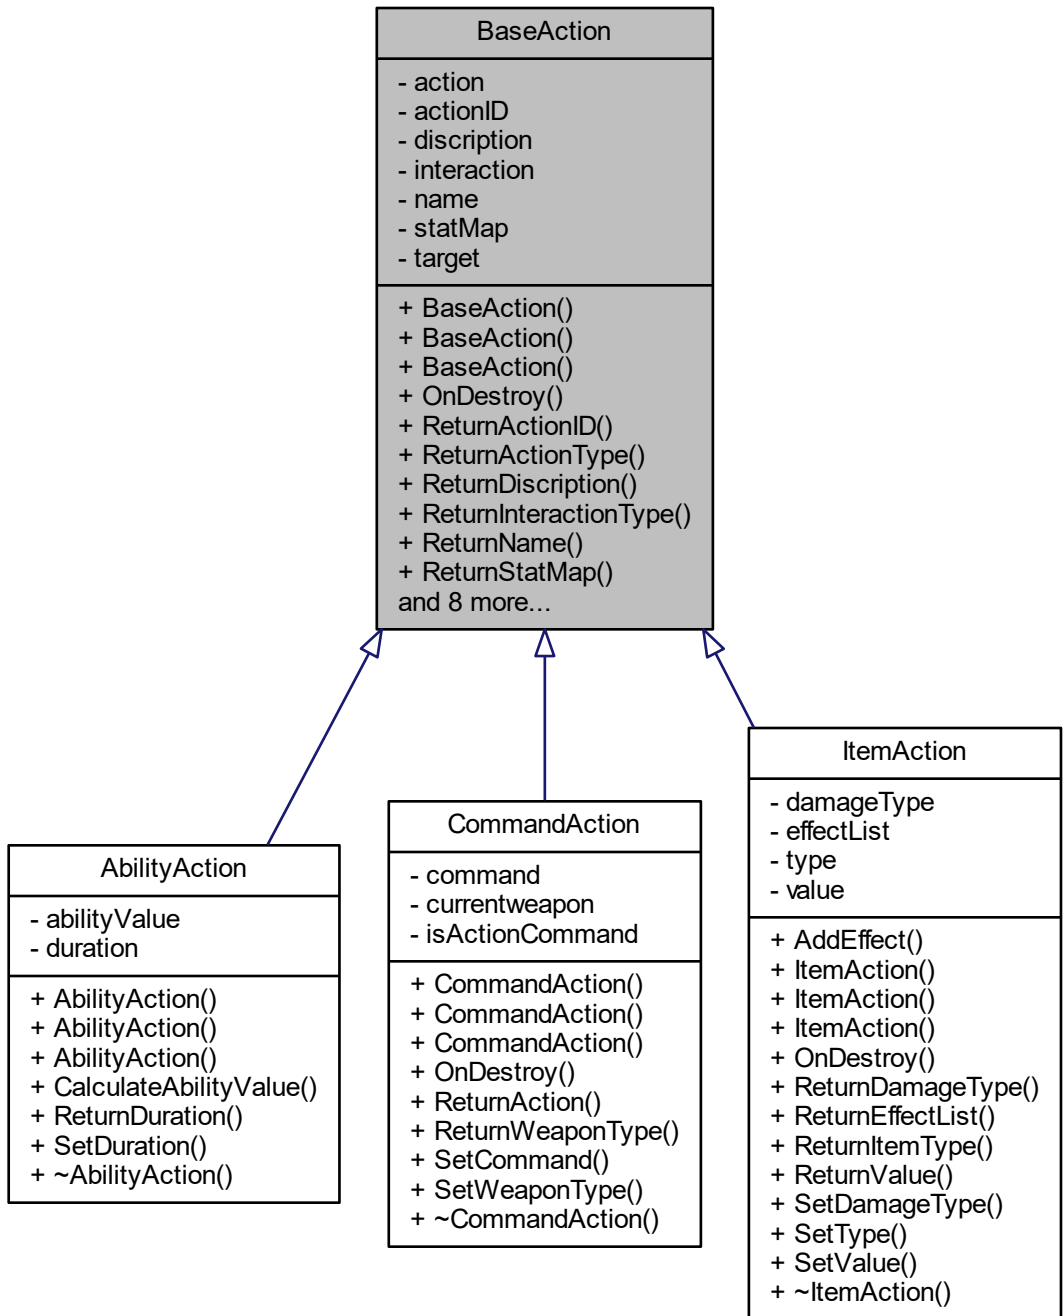 BaseAction
- action
- actionID
- discription
- interaction
- name
- statMap
- target
+ BaseAction()
+ BaseAction()
+ BaseAction()
+ OnDestroy()
+ ReturnActionID()
+ ReturnActionType()
+ ReturnDiscription()
+ ReturnInteractionType()
+ ReturnName()
+ ReturnStatMap()
and 8 more...
AbilityAction
- abilityValue
- duration
+ AbilityAction()
+ AbilityAction()
+ AbilityAction()
+ CalculateAbilityValue()
+ ReturnDuration()
+ SetDuration()
+ ~AbilityAction()
CommandAction
- command
- currentweapon
- isActionCommand
+ CommandAction()
+ CommandAction()
+ CommandAction()
+ OnDestroy()
+ ReturnAction()
+ ReturnWeaponType()
+ SetCommand()
+ SetWeaponType()
+ ~CommandAction()
ItemAction
- damageType
- effectList
- type
- value
+ AddEffect()
+ ItemAction()
+ ItemAction()
+ ItemAction()
+ OnDestroy()
+ ReturnDamageType()
+ ReturnEffectList()
+ ReturnItemType()
+ ReturnValue()
+ SetDamageType()
+ SetType()
+ SetValue()
+ ~ItemAction()